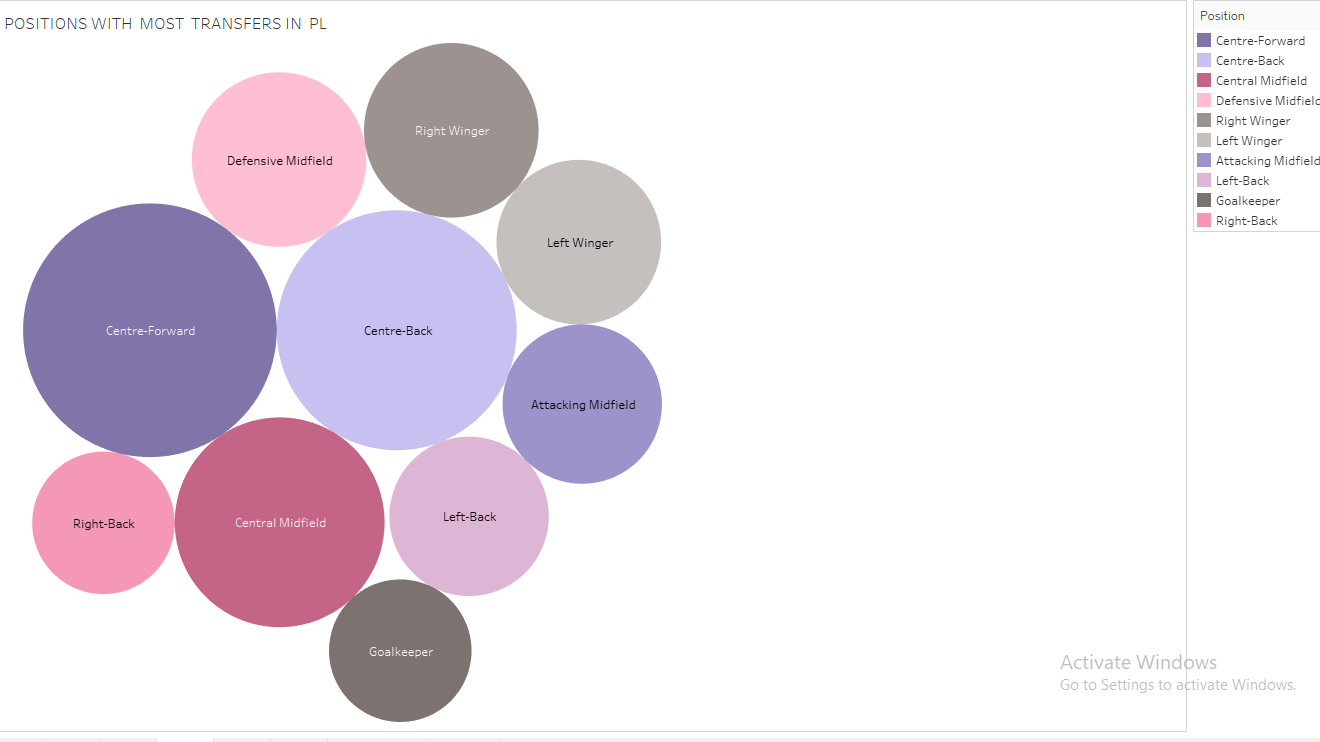 POSITIONS WITH MOST TRANSFERS IN PL
Right Winger
Defensive Midfield
Left Winger
Centre-Forward
Centre-Back
Attacking Midfield
Left-Back
Right-Back
Central Midfield
Goalkeeper
Position
Centre-Forward
Centre-Back
Central Midfield
Defensive Midfield
Right Winger
Left Winger
Attacking Midfield
Left-Back
Goalkeeper
Right-Back
Activate Windows
Go to Settings to activate Windows.